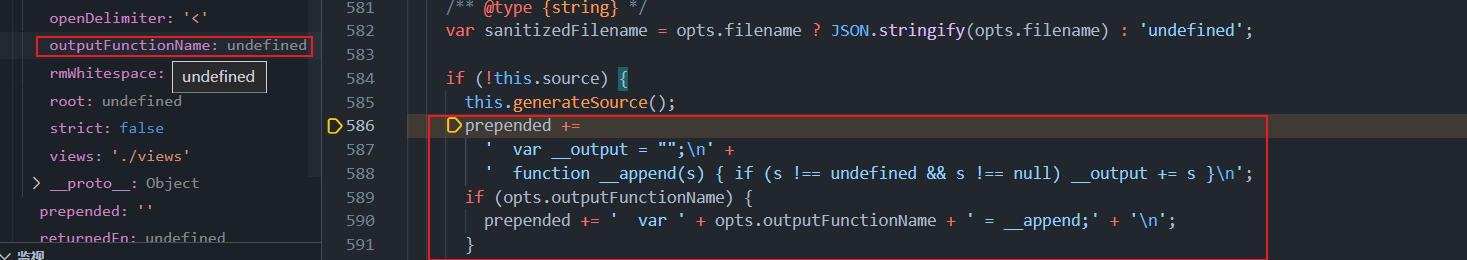 openDelimiter: '<'
outputFunctionName: undefined
rmWhitespace:
undefined
root: undefined
strict: false
views: './views'
__proto__: Object
prepended: ''
returnedFn: undefined
监视
581 /** @type {string} */
582 var sanitizedFilename = opts.filename ? JSON.stringify(opts.filename) : 'undefined';
583
584 if (!this.source) {
585 this.generateSource();
586 prepended +=
587 '  var __output = "";\n' +
588 '  function __append(s) { if (s !== undefined && s !== null) __output += s }\n';
589 if (opts.outputFunctionName) {
590 prepended += '  var ' + opts.outputFunctionName + ' = __append;' + '\n';
591 }